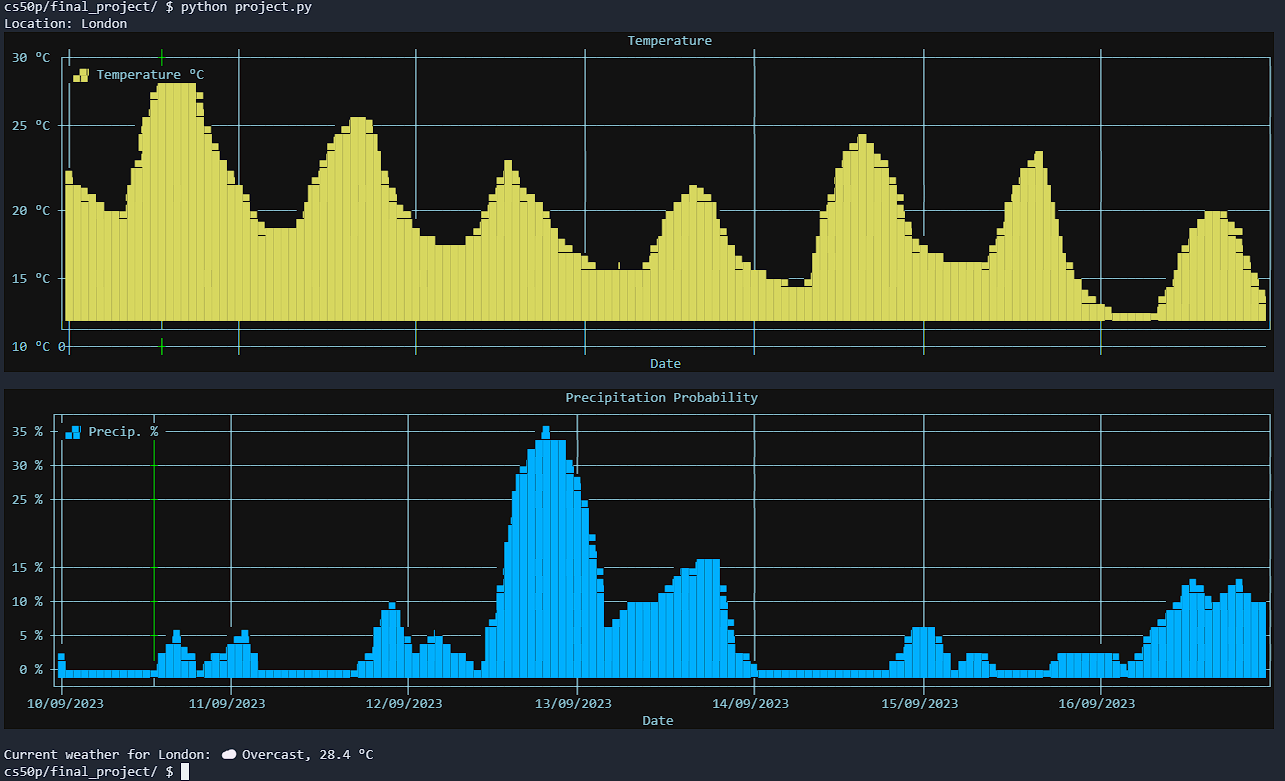 cs50p/final_project/ $ python project.py
Location: London
Temperature
30 °C
Temperature °C
25 °C
20 °C
15 °C
10 °C 0
Date
Precipitation Probability
35 %
Precip. %
30 %
25 %
15 %
10 %
5 %
0 %
10/09/2023 11/09/2023 12/09/2023 13/09/2023 14/09/2023 15/09/2023 16/09/2023
Date
Current weather for London: Overcast, 28.4 °C
cs50p/final_project/ $